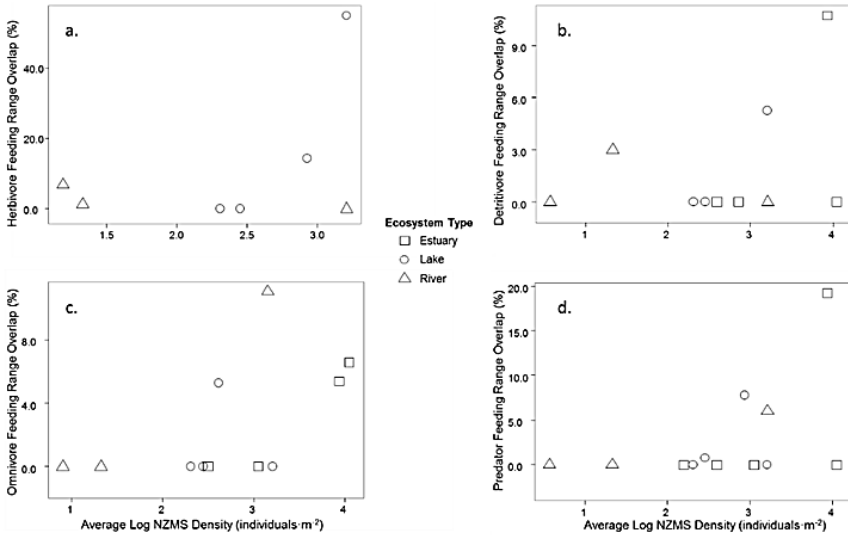 a.
Herbivore Feeding Range Overlap (%)
40.0
20.0
0.0
1.5
2.0
2.5
3.0
b.
Detritivore Feeding Range Overlap (%)
9.0
6.0
3.0
0.0
1
2
3
4
Ecosystem Type
Estuary
Lake
River
c.
Omnivore Feeding Range Overlap (%)
8.0
4.0
0.0
1
2
3
4
Average Log NZMS Density (individuals·m⁻²)
d.
Predator Feeding Range Overlap (%)
20.0
15.0
10.0
5.0
0.0
1
2
3
4
Average Log NZMS Density (individuals·m⁻²)